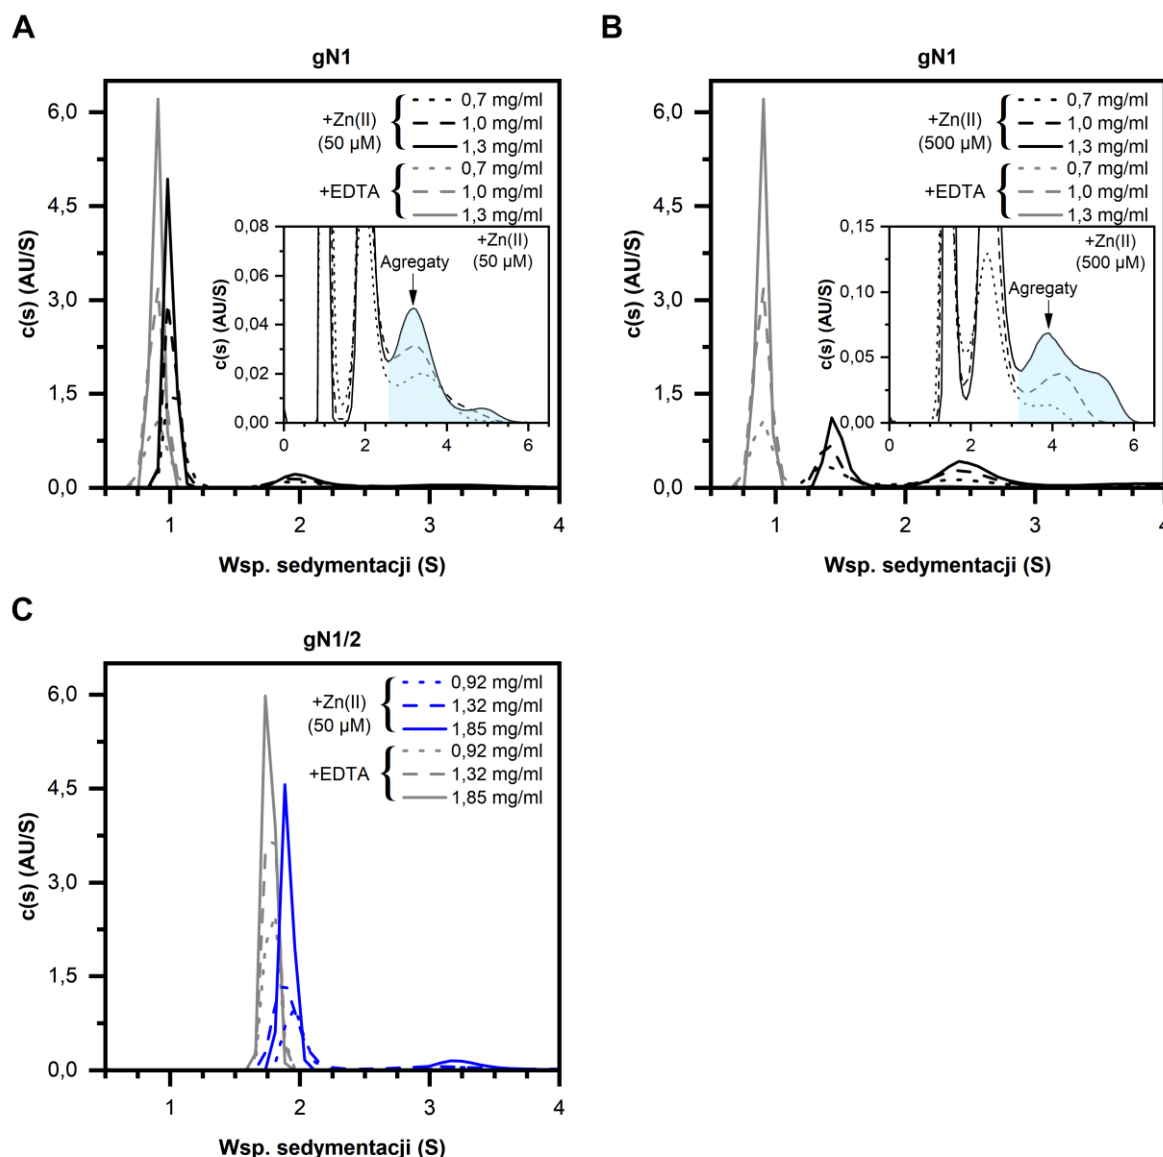 A
gN1
6,0
4,5
3,0
1,5
0,0
c(s) (AU/S)
+Zn(II)
(50 µM)
0,7 mg/ml
1,0 mg/ml
1,3 mg/ml
+EDTA
0,7 mg/ml
1,0 mg/ml
1,3 mg/ml
0,08
0,06
0,04
0,02
0,00
c(s) (AU/S)
+Zn(II)
(50 µM)
Agregaty
0 2 4 6
1 2 3 4
Wsp. sedymentacji (S)
B
gN1
6,0
4,5
3,0
1,5
0,0
c(s) (AU/S)
+Zn(II)
(500 µM)
0,7 mg/ml
1,0 mg/ml
1,3 mg/ml
+EDTA
0,7 mg/ml
1,0 mg/ml
1,3 mg/ml
0,15
0,10
0,05
0,00
c(s) (AU/S)
+Zn(II)
(500 µM)
Agregaty
0 2 4 6
1 2 3 4
Wsp. sedymentacji (S)
C
gN1/2
6,0
4,5
3,0
1,5
0,0
c(s) (AU/S)
+Zn(II)
(50 µM)
0,92 mg/ml
1,32 mg/ml
1,85 mg/ml
+EDTA
0,92 mg/ml
1,32 mg/ml
1,85 mg/ml
1 2 3 4
Wsp. sedymentacji (S)